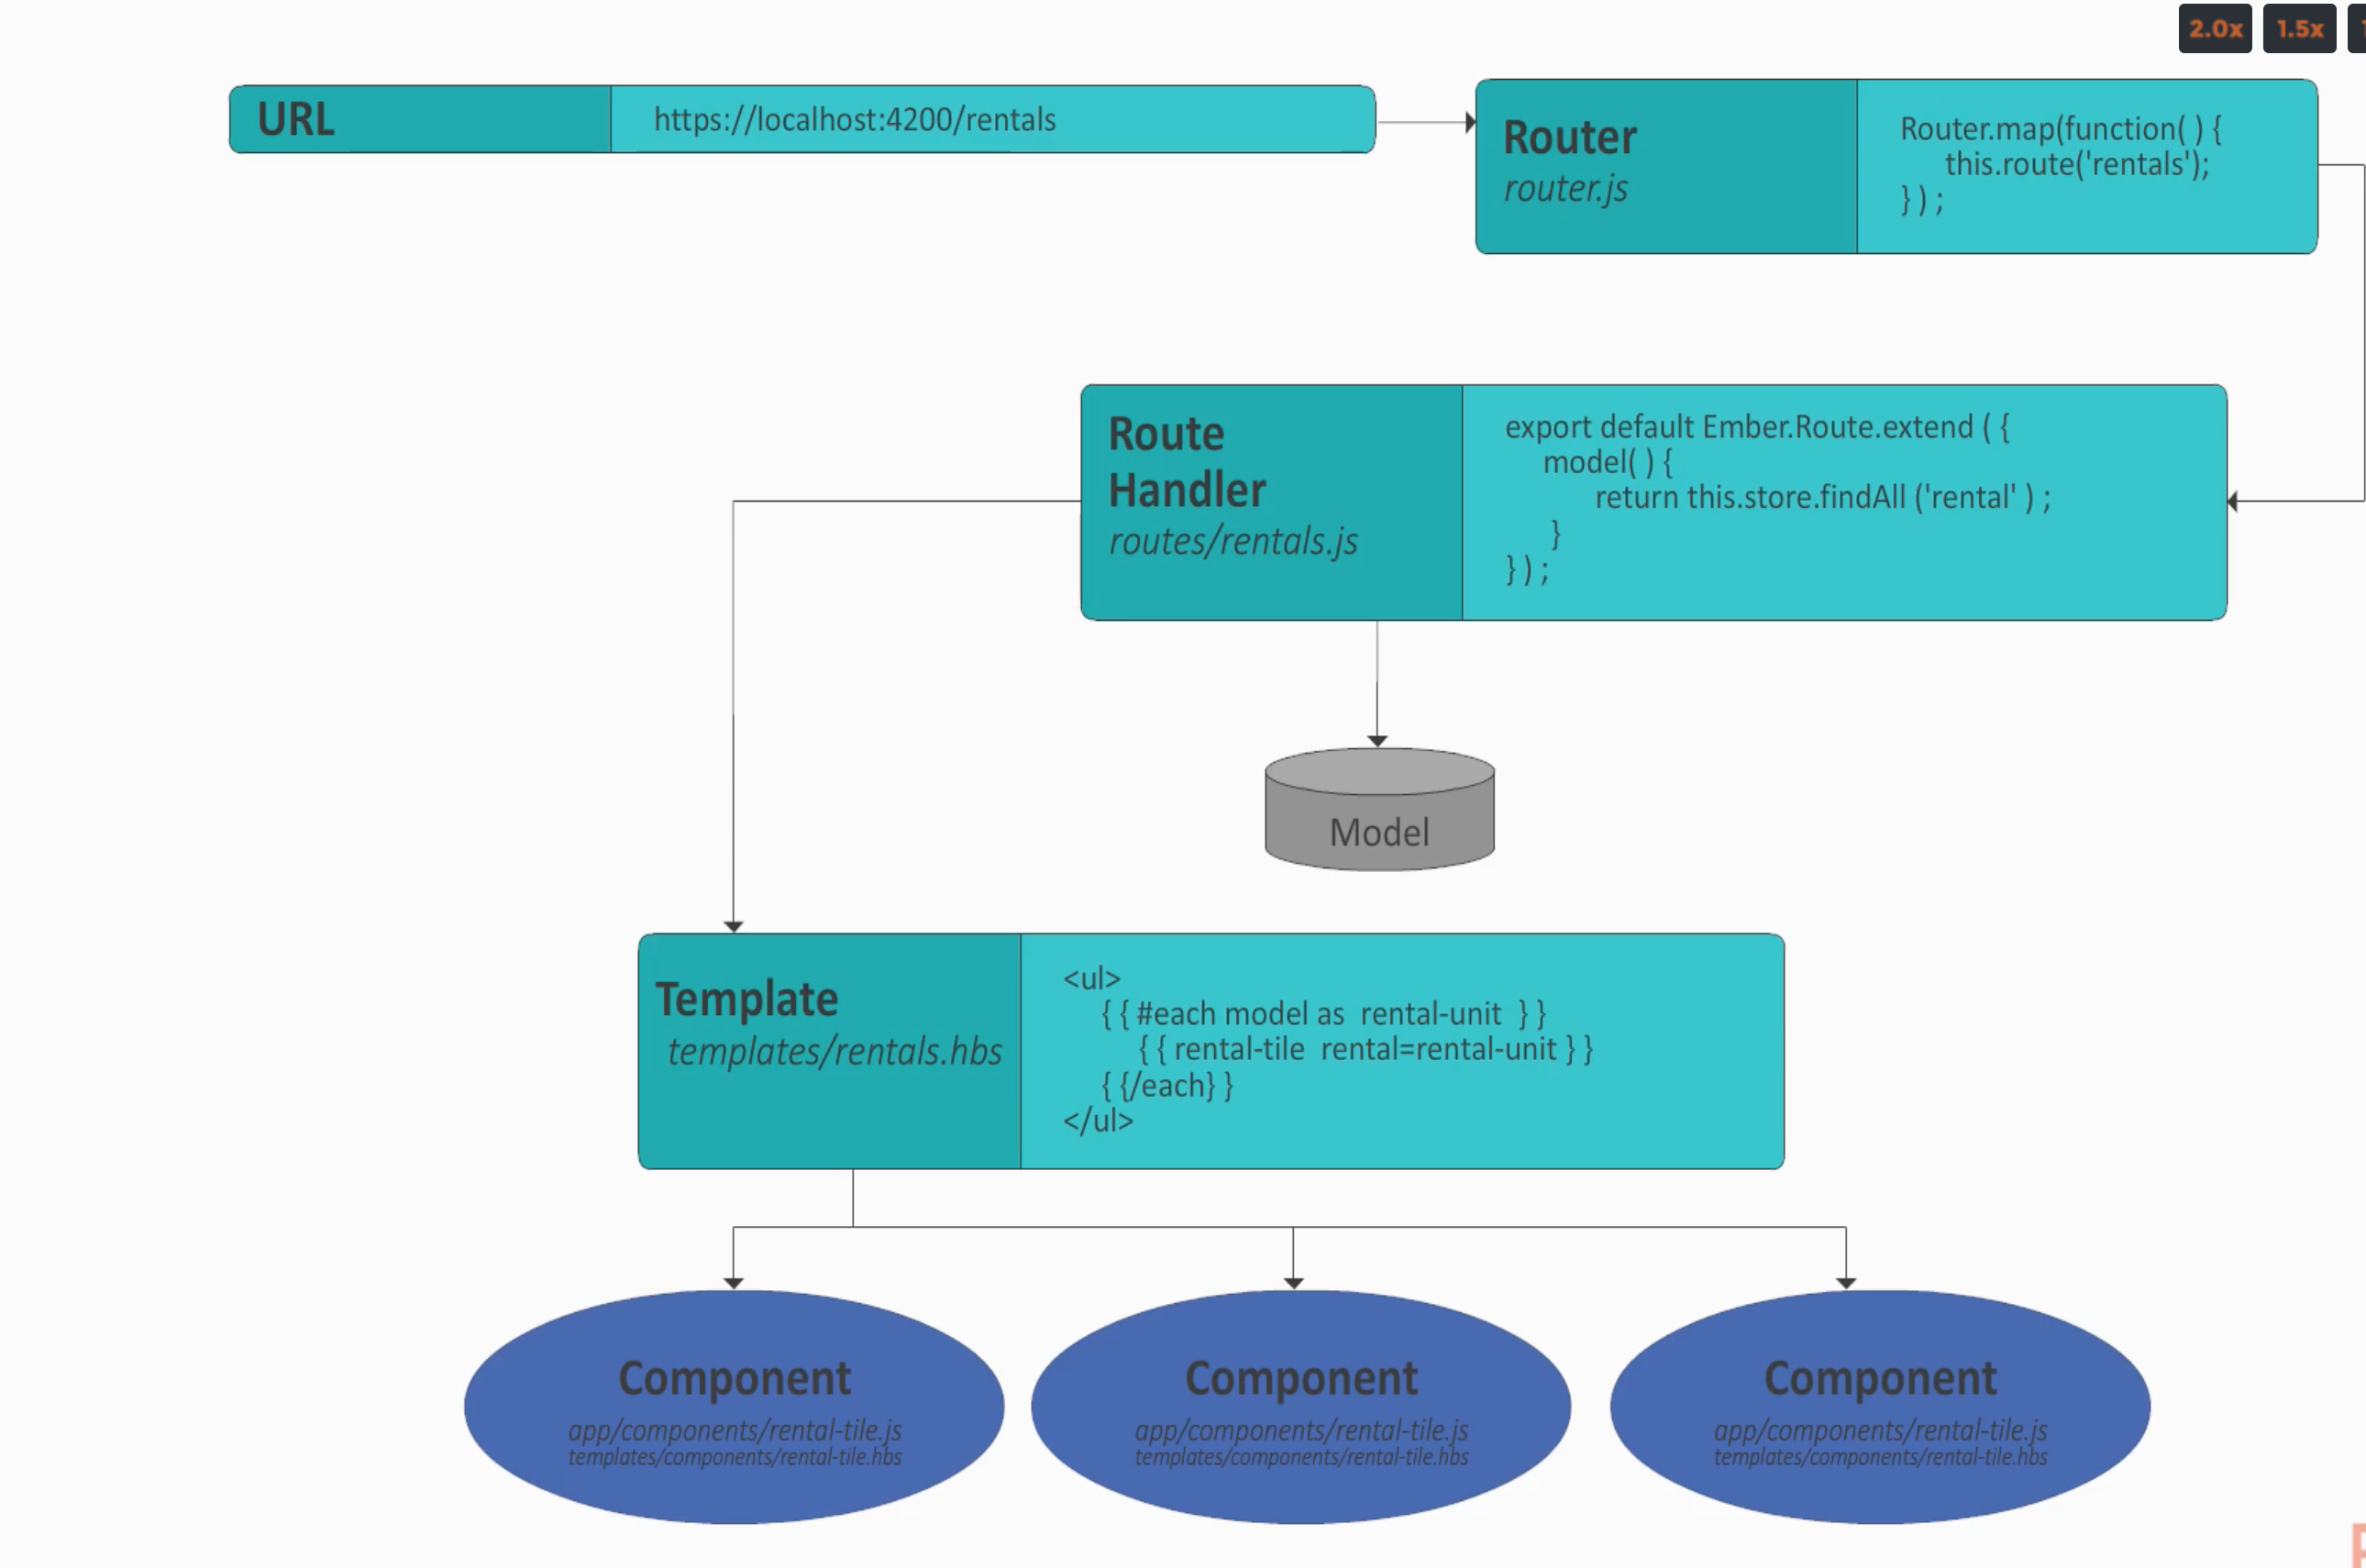 2.0x 1.5x
URL
https://localhost:4200/rentals
Router
router.js
Router.map(function( ) {
this.route('rentals');
} ) ;
Route
Handler
routes/rentals.js
export default Ember.Route.extend ( {
model( ) {
return this.store.findAll ('rental' ) ;
}
} ) ;
Model
Template
templates/rentals.hbs
<ul>
{ { #each model as  rental-unit  } }
{ { rental-tile  rental=rental-unit } }
{ {/each} }
</ul>
Component
app/components/rental-tile.js
templates/components/rental-tile.hbs
Component
app/components/rental-tile.js
templates/components/rental-tile.hbs
Component
app/components/rental-tile.js
templates/components/rental-tile.hbs